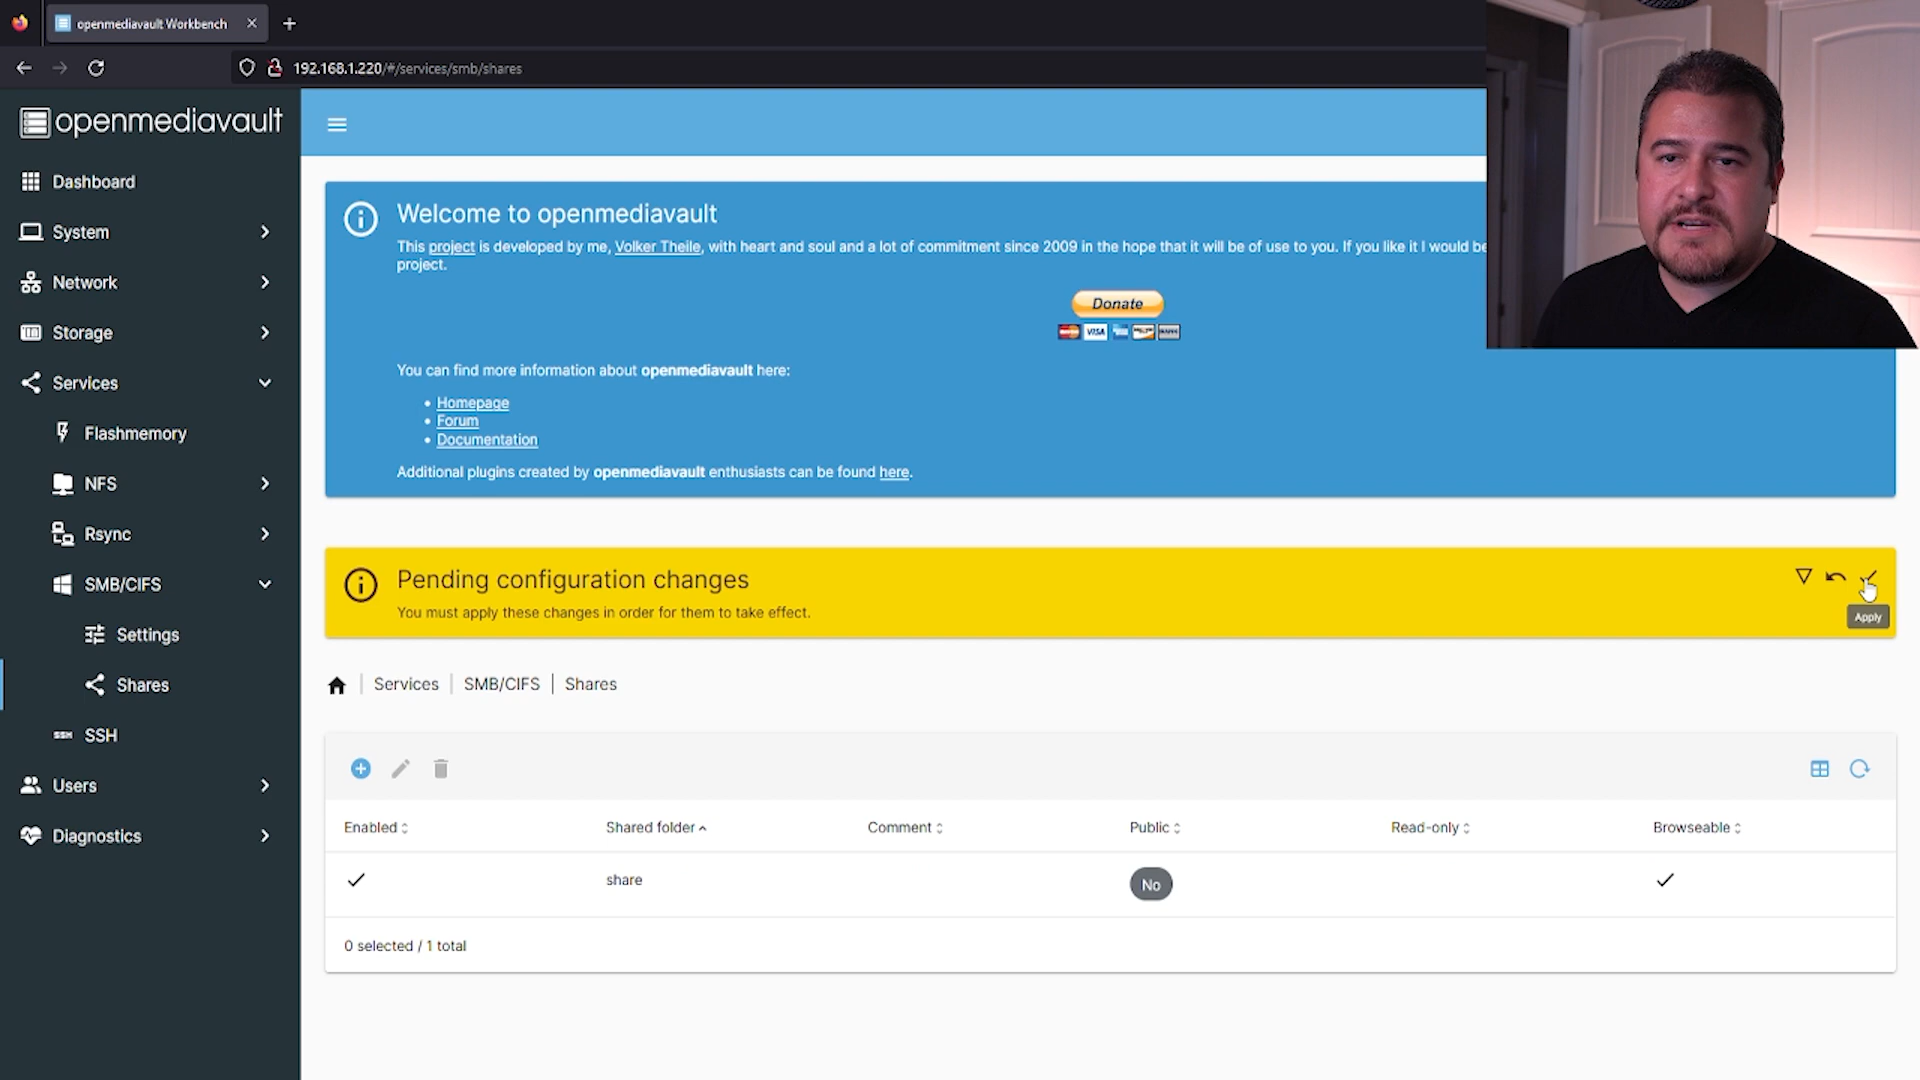 openmediavault Workbench
192.168.1.220/#/services/smb/shares
openmediavault
Dashboard
System
Network
Storage
Services
Flashmemory
NFS
Rsync
SMB/CIFS
Settings
Shares
SSH
SSH
Users
Diagnostics
Welcome to openmediavault
This project is developed by me, Volker Theile, with heart and soul and a lot of commitment since 2009 in the hope that it will be of use to you. If you like it I would be
project.
Donate
VISA
You can find more information about openmediavault here:
• Homepage
• Forum
• Documentation
Additional plugins created by openmediavault enthusiasts can be found here.
Pending configuration changes
You must apply these changes in order for them to take effect.
Apply
Services | SMB/CIFS | Shares
Enabled Shared folder Comment Public Read-only Browseable
share No
0 selected / 1 total